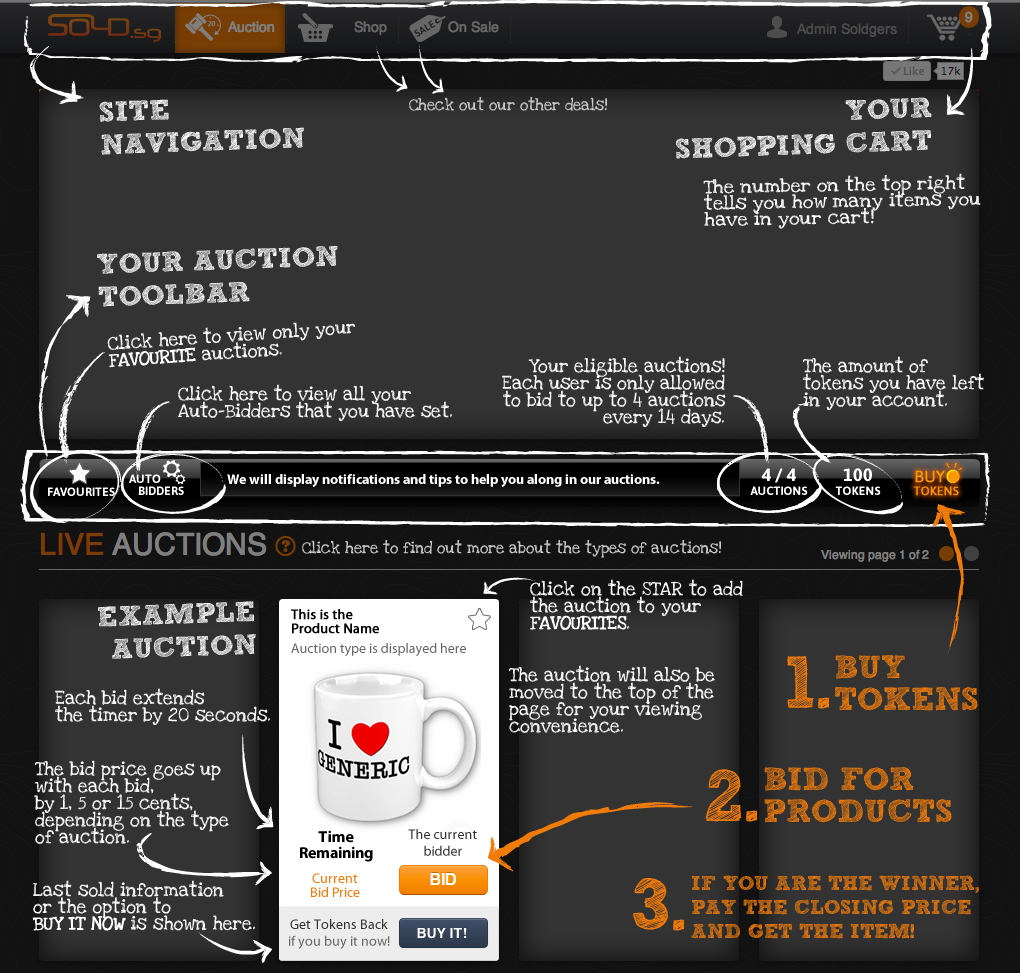 SOLD.sg
20
Auction
Shop
SALE
On Sale
Admin Soldgers
9
Like
17k
Check out our other deals!
SITE
NAVIGATION
YOUR
SHOPPING CART
The number on the top right
tells you how many items you
have in your cart!
YOUR AUCTION
TOOLBAR
Click here to view only your
FAVOURITE auctions.
Click here to view all your
Auto-Bidders that you have set.
Your eligible auctions!
Each user is only allowed
to bid to up to 4 auctions
every 14 days.
The amount of
tokens you have left
in your account.
FAVOURITES
AUTO
BIDDERS
We will display notifications and tips to help you along in our auctions.
4 / 4
AUCTIONS
100
TOKENS
BUY
TOKENS
LIVE AUCTIONS ? Click here to find out more about the types of auctions!
Viewing page 1 of 2
EXAMPLE
AUCTION
Each bid extends
the timer by 20 seconds.
The bid price goes up
with each bid,
by 1, 5 or 15 cents,
depending on the type
of auction.
Last sold information
or the option to
BUY IT NOW is shown here.
This is the
Product Name
Auction type is displayed here
I
GENERIC
Time
Remaining
The current
bidder
Current
Bid Price
BID
Get Tokens Back
if you buy it now!
BUY IT!
Click on the STAR to add
the auction to your
FAVOURITES.
The auction will also be
moved to the top of the
page for your viewing
convenience.
1. BUY
TOKENS
2. BID FOR
PRODUCTS
3. IF YOU ARE THE WINNER,
PAY THE CLOSING PRICE
AND GET THE ITEM!